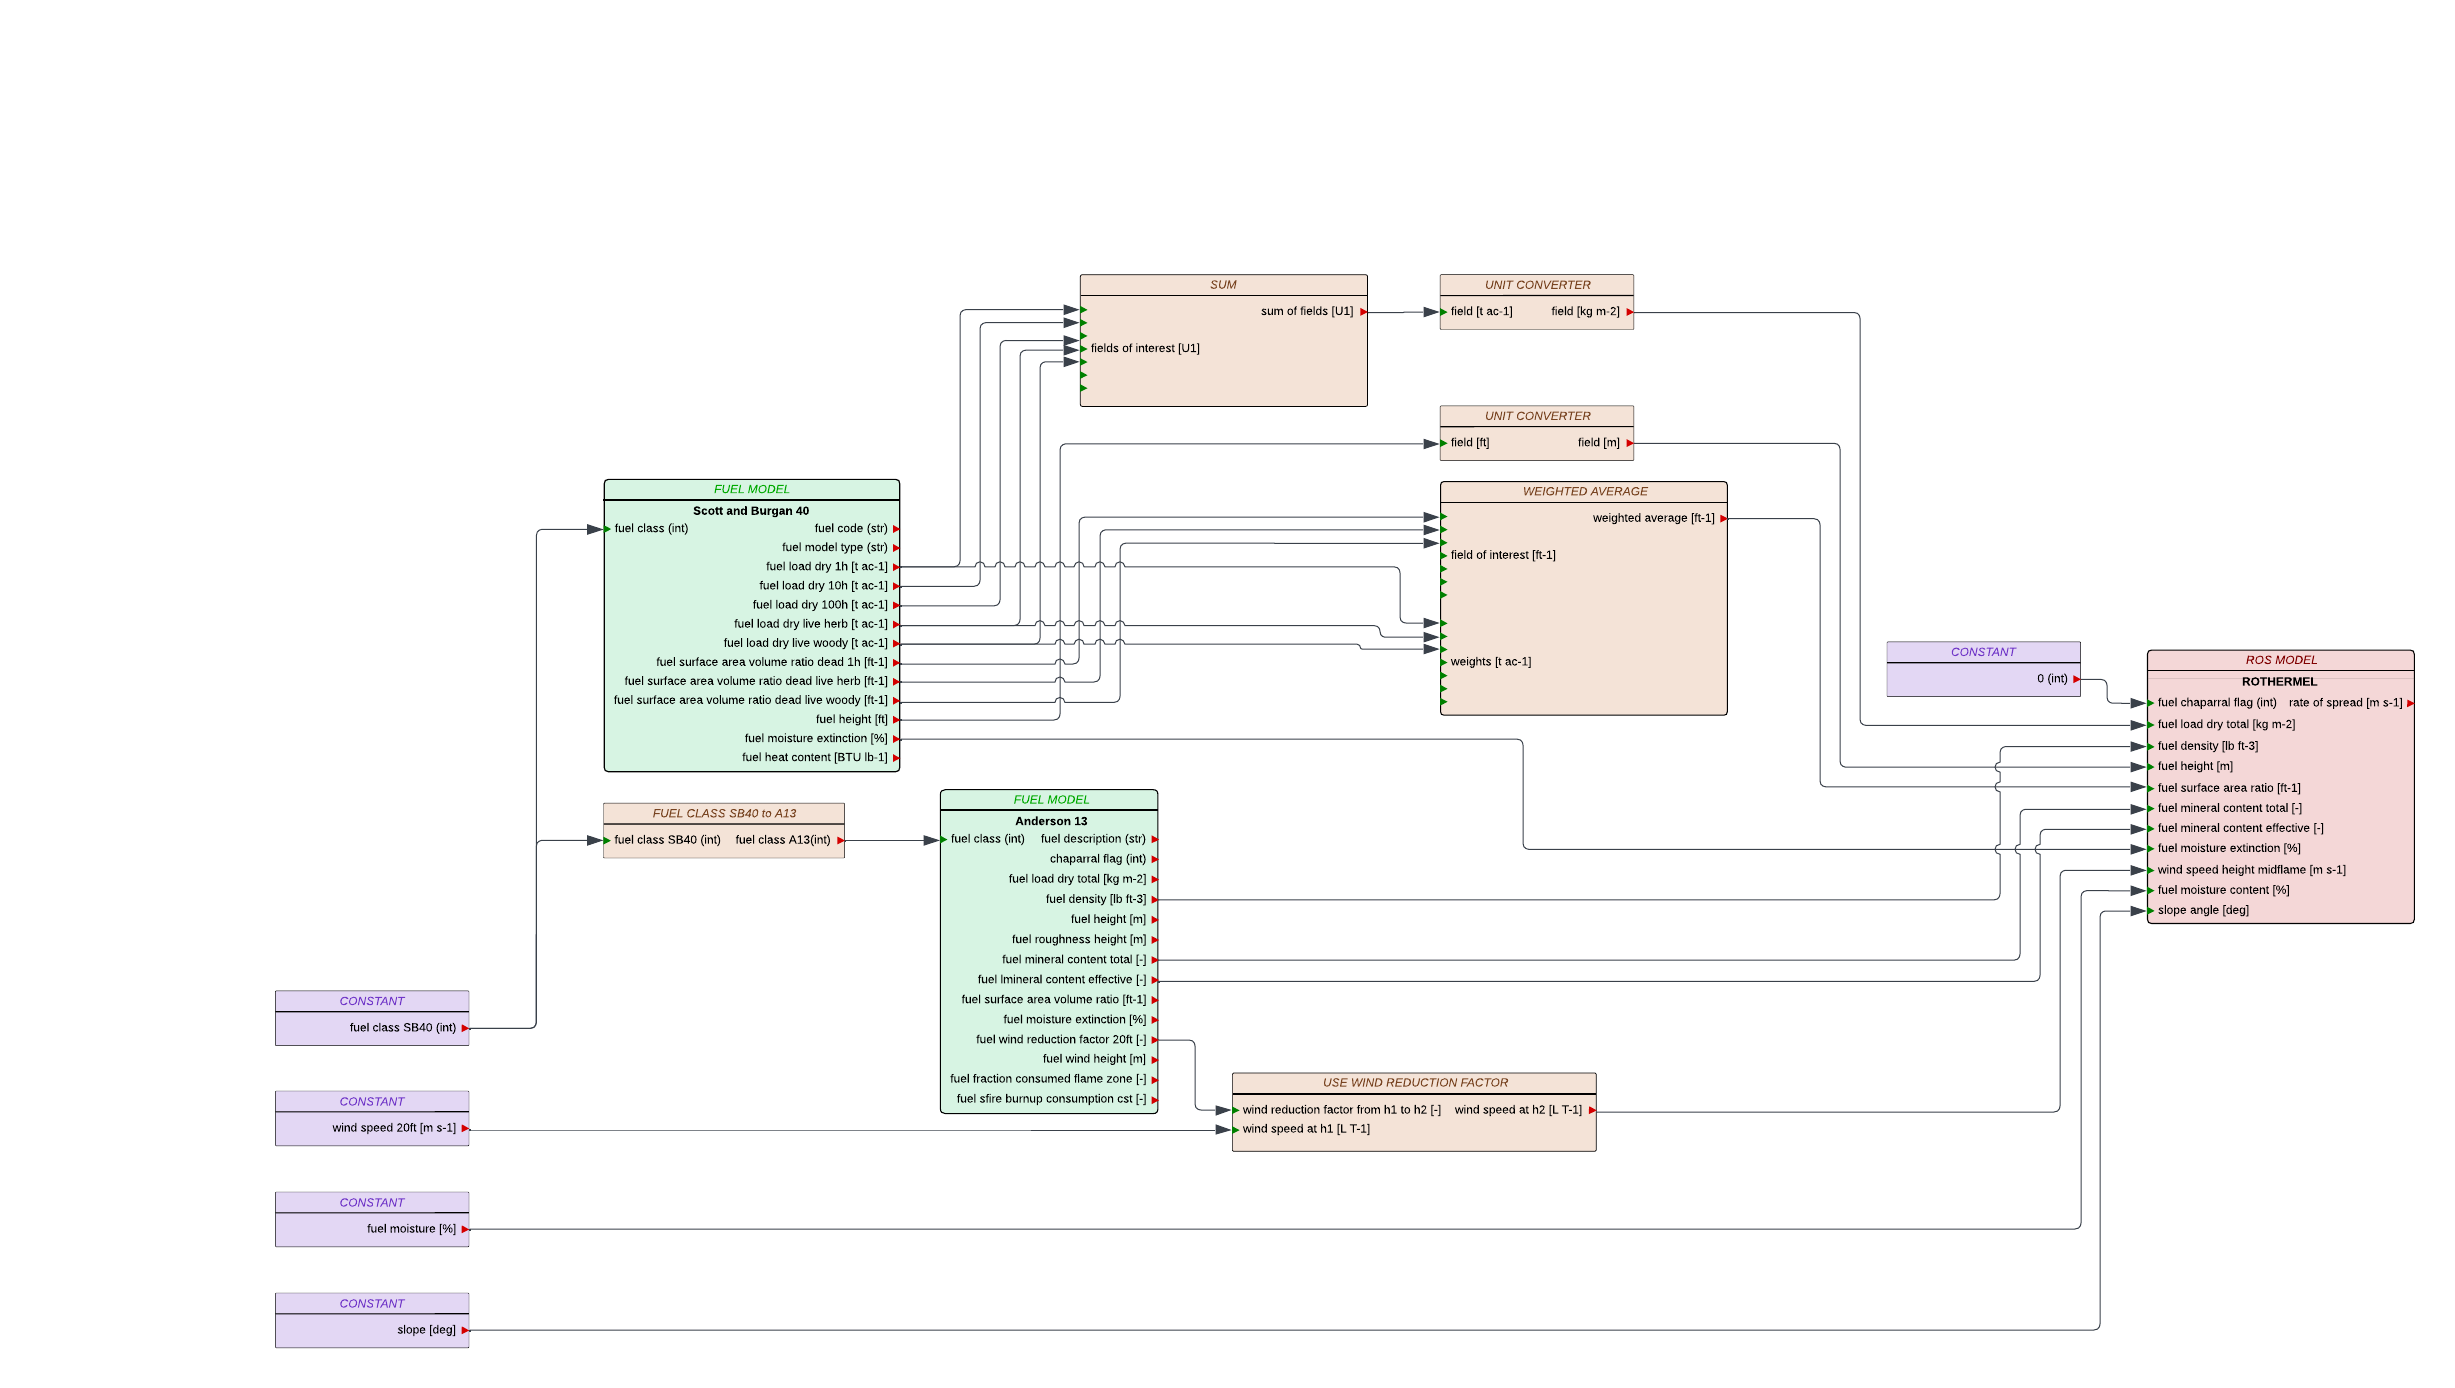 SUM
sum of fields [U1]
fields of interest [U1]
UNIT CONVERTER
field [t ac-1] field [kg m-2]
UNIT CONVERTER
field [ft] field [m]
FUEL MODEL
Scott and Burgan 40
fuel class (int) fuel code (str)
fuel model type (str)
fuel load dry 1h [t ac-1]
fuel load dry 10h [t ac-1]
fuel load dry 100h [t ac-1]
fuel load dry live herb [t ac-1]
fuel load dry live woody [t ac-1]
fuel surface area volume ratio dead 1h [ft-1]
fuel surface area volume ratio dead live herb [ft-1]
fuel surface area volume ratio dead live woody [ft-1]
fuel height [ft]
fuel moisture extinction [%]
fuel heat content [BTU lb-1]
WEIGHTED AVERAGE
weighted average [ft-1]
field of interest [ft-1]
weights [t ac-1]
CONSTANT
0 (int)
ROS MODEL
ROTHERMEL
fuel chaparral flag (int) rate of spread [m s-1]
fuel load dry total [kg m-2]
fuel density [lb ft-3]
fuel height [m]
fuel surface area ratio [ft-1]
fuel mineral content total [-]
fuel mineral content effective [-]
fuel moisture extinction [%]
wind speed height midflame [m s-1]
fuel moisture content [%]
slope angle [deg]
FUEL CLASS SB40 to A13
fuel class SB40 (int) fuel class A13(int)
FUEL MODEL
Anderson 13
fuel class (int) fuel description (str)
chaparral flag (int)
fuel load dry total [kg m-2]
fuel density [lb ft-3]
fuel height [m]
fuel roughness height [m]
fuel mineral content total [-]
fuel lmineral content effective [-]
fuel surface area volume ratio [ft-1]
fuel moisture extinction [%]
fuel wind reduction factor 20ft [-]
fuel wind height [m]
fuel fraction consumed flame zone [-]
fuel sfire burnup consumption cst [-]
CONSTANT
fuel class SB40 (int)
CONSTANT
wind speed 20ft [m s-1]
USE WIND REDUCTION FACTOR
wind reduction factor from h1 to h2 [-] wind speed at h2 [L T-1]
wind speed at h1 [L T-1]
CONSTANT
fuel moisture [%]
CONSTANT
slope [deg]